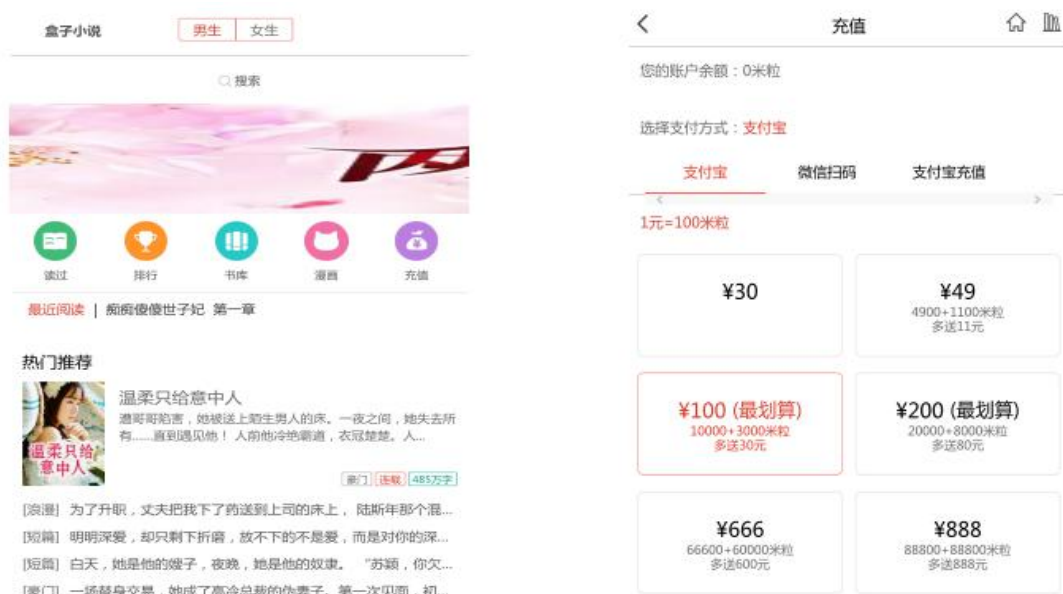 盒子小说
男生
女生
搜索
两
读过
排行
书库
漫画
充值
最近阅读 | 痴痴傻傻世子妃 第一章
热门推荐
温柔只给意中人
温柔只给意中人
遭哥哥陷害，她被送上陌生男人的床。一夜之间，她失去所
有......直到遇见他！ 人前他冷绝霸道，衣冠楚楚。人...
豪门 连载 485万字
[浪漫] 为了升职，丈夫把我下了药送到上司的床上， 陆斯年那个混...
[短篇] 明明深爱，却只剩下折磨，放不下的不是爱，而是对你的深...
[短篇] 白天，她是他的嫂子，夜晚，她是他的奴隶。 “苏颖，你欠...
[豪门] 一场替身交易，她成了高冷总裁的伪妻子。第一次见面，初...
充值
您的账户余额：0米粒
选择支付方式：支付宝
支付宝
微信扫码
支付宝充值
1元=100米粒
¥30
¥49
4900+1100米粒
多送11元
¥100 (最划算)
10000+3000米粒
多送30元
¥200 (最划算)
20000+8000米粒
多送80元
¥666
66600+60000米粒
多送600元
¥888
88800+88800米粒
多送888元